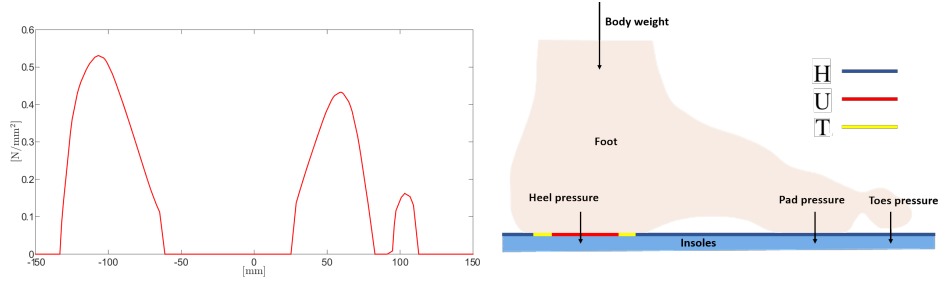 0.6
0.5
0.4
0.3
0.2
0.1
0
[N/mm²]
-150 -100 -50 0 50 100 150
[mm]
Body weight
H
U
T
Foot
Heel pressure
Pad pressure
Toes pressure
Insoles